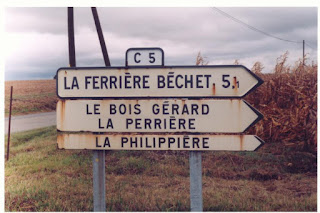 C 5
LA FERRIÈRE BÉCHET 5
LE BOIS GÉRARD
LA PERRIÈRE
LA PHILIPPIÈRE